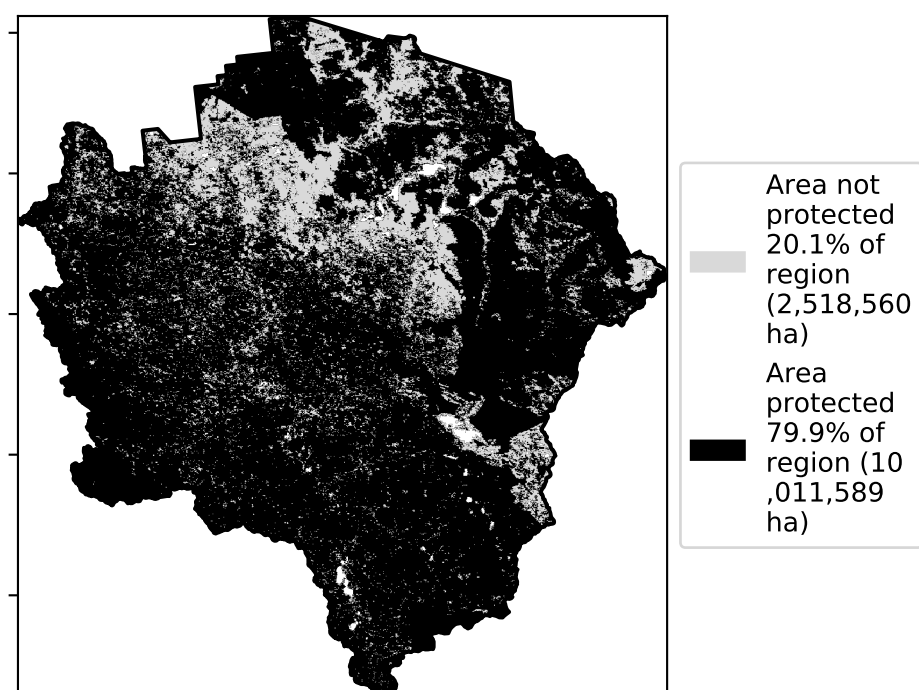 Area not
protected
20.1% of
region
(2,518,560
ha)
Area
protected
79.9% of
region (10
,011,589
ha)